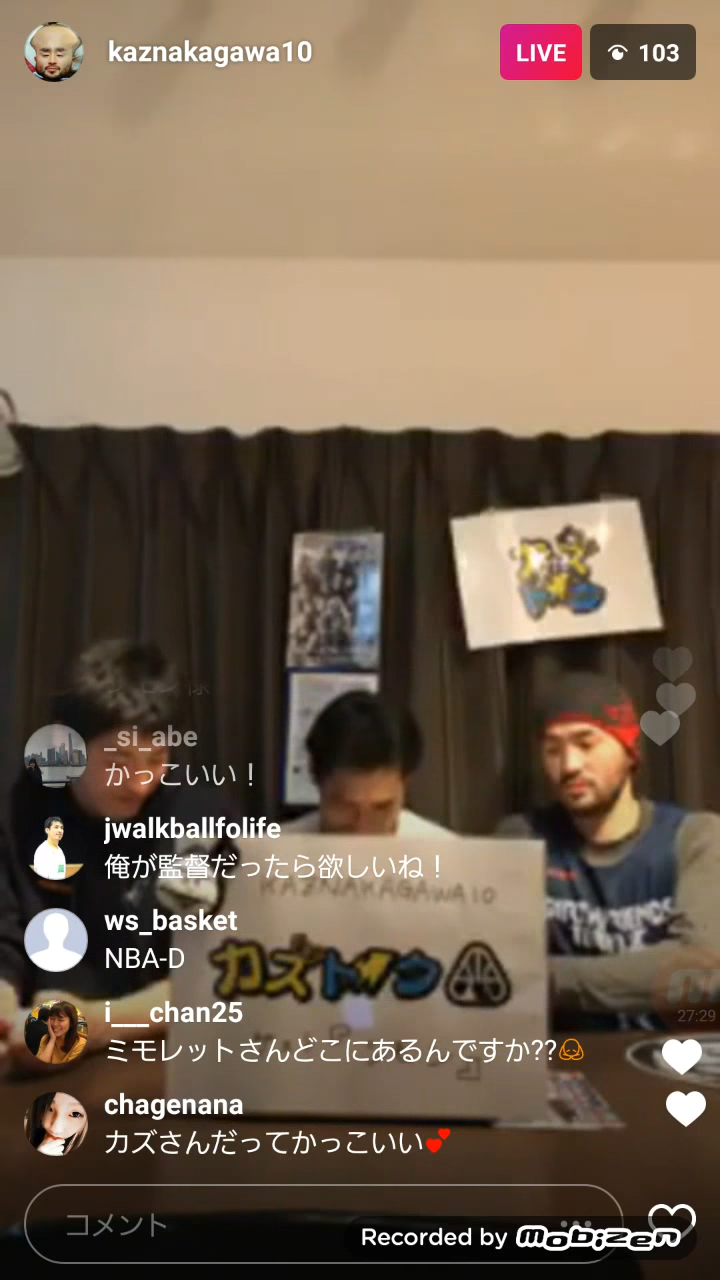 kaznakagawa10
LIVE
103
_si_abe
かっこいい！
jwalkballfolife
俺が監督だったら欲しいね！
KAZNAKAGAWA10
ws_basket
NBA-D
カズトーク
i___chan25
ミモレットさんどこにあるんですか??
27:29
chagenana
カズさんだってかっこいい💕
コメント
Recorded by mobizen